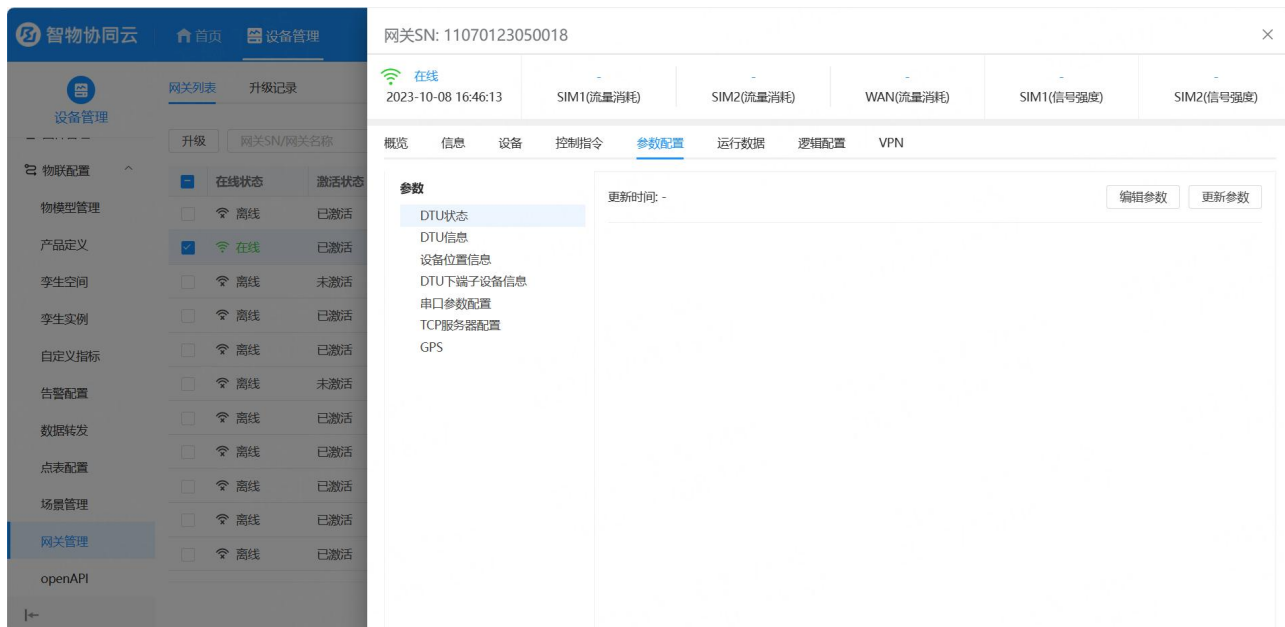 智物协同云 首页 设备管理
设备管理
物联配置
物模型管理
产品定义
孪生空间
孪生实例
自定义指标
告警配置
数据转发
点表配置
场景管理
网关管理
openAPI
网关列表 升级记录
升级 网关SN/网关名称
在线状态 激活状态
离线 已激活
在线 已激活
离线 未激活
离线 已激活
离线 已激活
离线 未激活
离线 已激活
离线 已激活
离线 已激活
离线 已激活
离线 已激活
网关SN: 11070123050018
在线 - - - - -
2023-10-08 16:46:13 SIM1(流量消耗) SIM2(流量消耗) WAN(流量消耗) SIM1(信号强度) SIM2(信号强度)
概览 信息 设备 控制指令 参数配置 运行数据 逻辑配置 VPN
参数
DTU状态
DTU信息
设备位置信息
DTU下端子设备信息
串口参数配置
TCP服务器配置
GPS
更新时间: - 编辑参数 更新参数